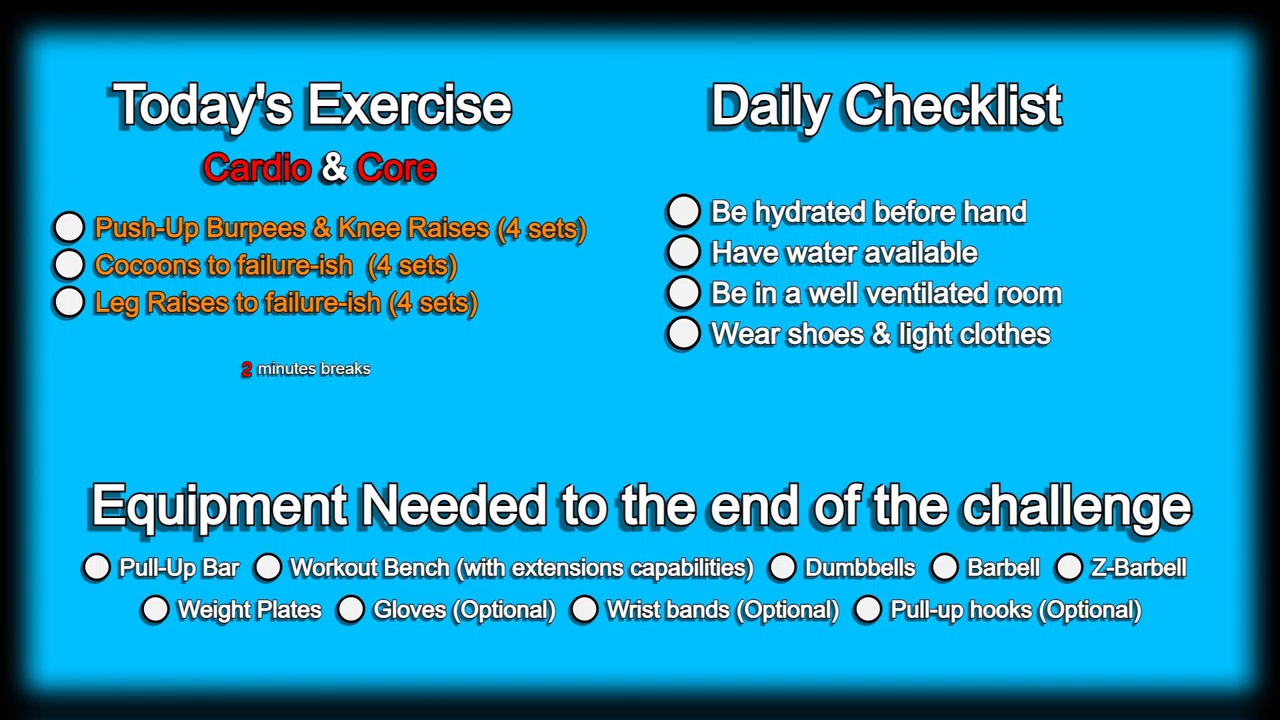 Today's Exercise
Cardio & Core
Push-Up Burpees & Knee Raises (4 sets)
Cocoons to failure-ish (4 sets)
Leg Raises to failure-ish (4 sets)
2 minutes breaks
Daily Checklist
Be hydrated before hand
Have water available
Be in a well ventilated room
Wear shoes & light clothes
Equipment Needed to the end of the challenge
Pull-Up Bar Workout Bench (with extensions capabilities) Dumbbells Barbell Z-Barbell
Weight Plates Gloves (Optional) Wrist bands (Optional) Pull-up hooks (Optional)